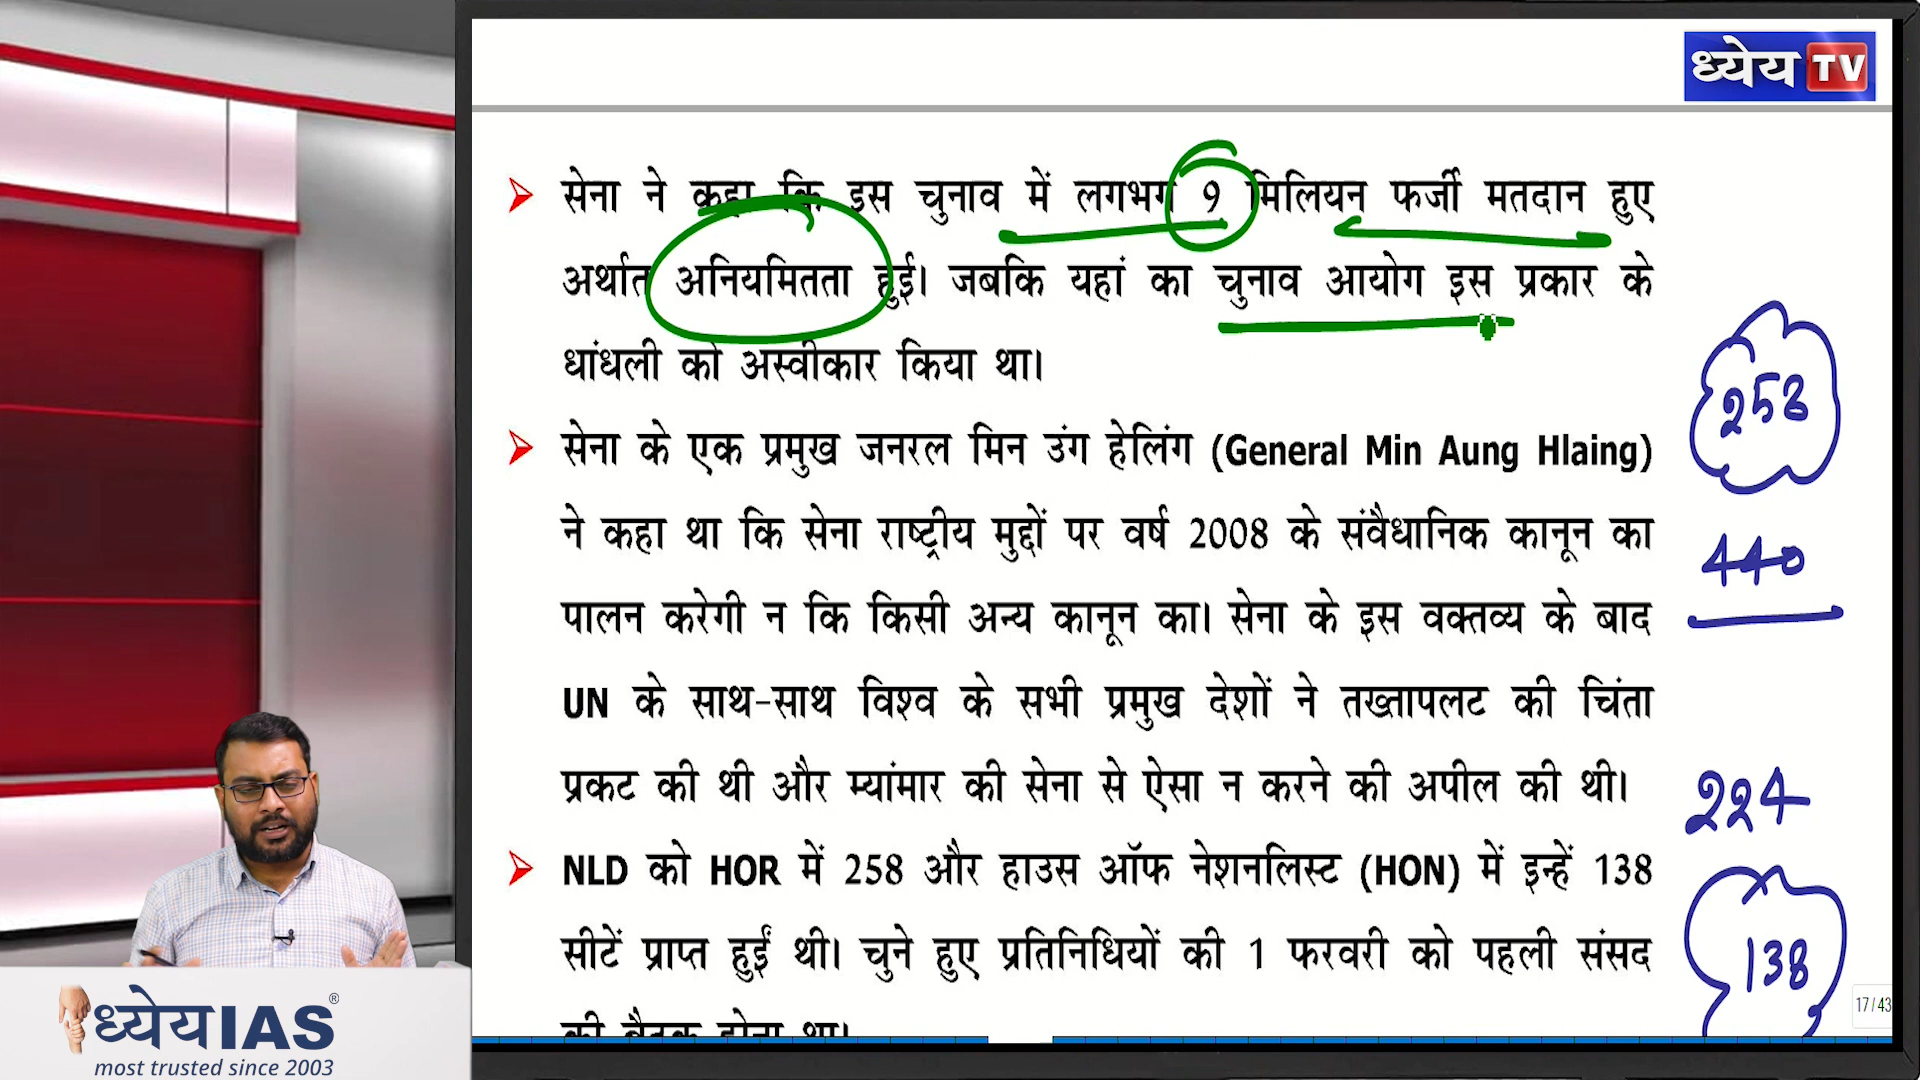 ध्येय TV
सेना ने कहा कि इस चुनाव में लगभग 9 मिलियन फर्जी मतदान हुए
अर्थात अनियमितता हुई। जबकि यहां का चुनाव आयोग इस प्रकार के
धांधली को अस्वीकार किया था।
सेना के एक प्रमुख जनरल मिन उंग हेलिंग (General Min Aung Hlaing)
ने कहा था कि सेना राष्ट्रीय मुद्दों पर वर्ष 2008 के संवैधानिक कानून का
पालन करेगी न कि किसी अन्य कानून का। सेना के इस वक्तव्य के बाद
UN के साथ-साथ विश्व के सभी प्रमुख देशों ने तख्तापलट की चिंता
प्रकट की थी और म्यांमार की सेना से ऐसा न करने की अपील की थी।
NLD को HOR में 258 और हाउस ऑफ नेशनलिस्ट (HON) में इन्हें 138
सीटें प्राप्त हुईं थी। चुने हुए प्रतिनिधियों की 1 फरवरी को पहली संसद
की बैठक होना था।
440
224
138
17/43
ध्येय IAS®
most trusted since 2003